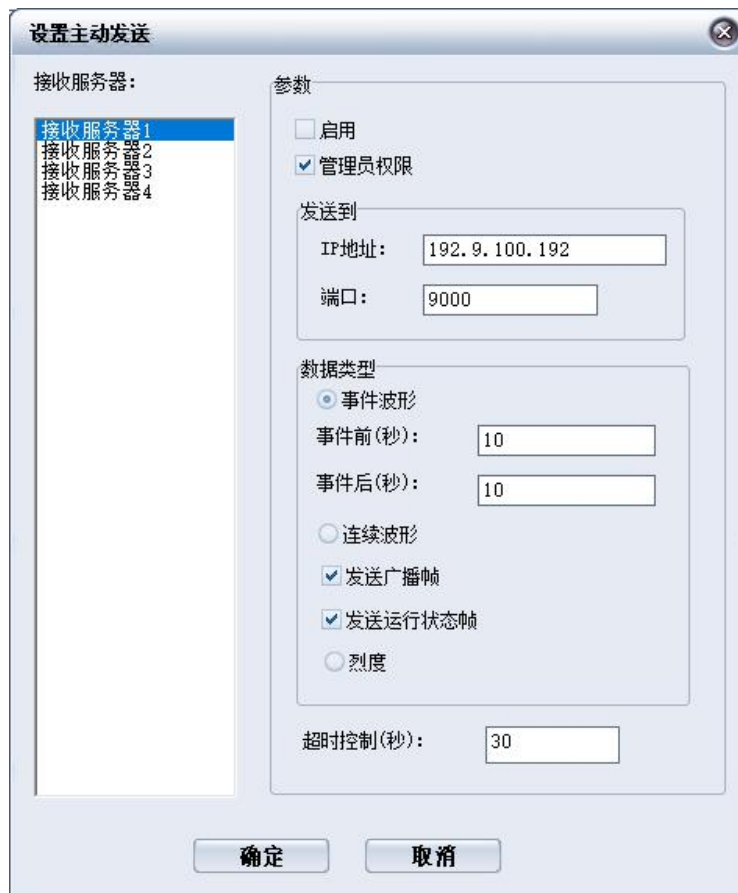 设置主动发送
接收服务器:
接收服务器1
接收服务器2
接收服务器3
接收服务器4
参数
启用
管理员权限
发送到
IP地址: 192.9.100.192
端口: 9000
数据类型
事件波形
事件前(秒): 10
事件后(秒): 10
连续波形
发送广播帧
发送运行状态帧
烈度
超时控制(秒): 30
确定 取消